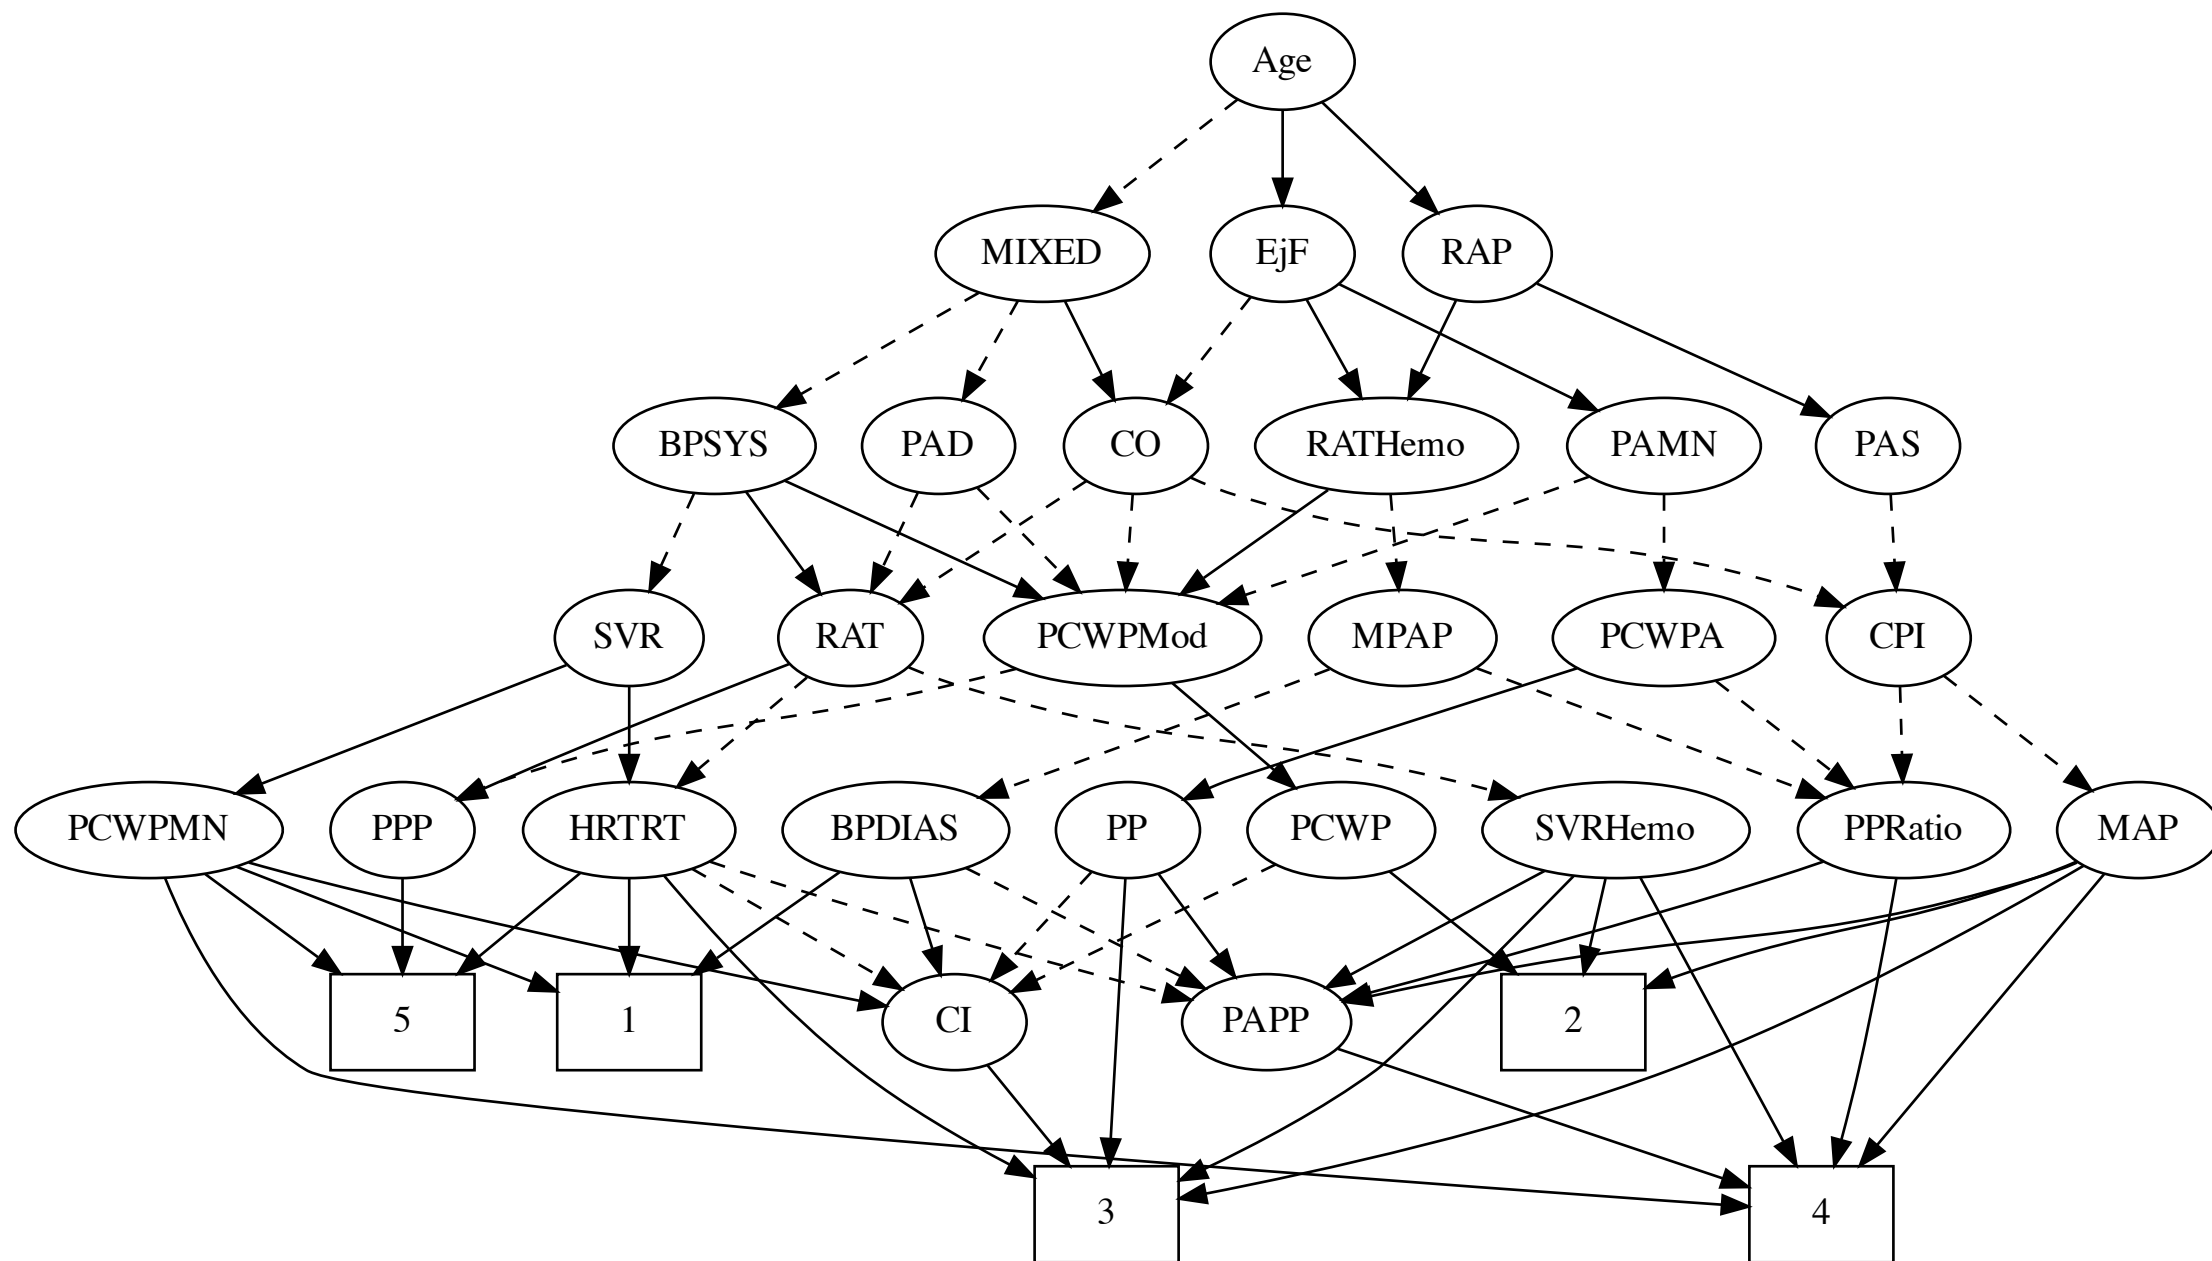 Age
MIXED
EjF
RAP
BPSYS
PAD
CO
RATHemo
PAMN
PAS
SVR
RAT
PCWPMod
MPAP
PCWPA
CPI
PCWPMN
PPP
HRTRT
BPDIAS
PP
PCWP
SVRHemo
PPRatio
MAP
5
1
CI
PAPP
2
3
4